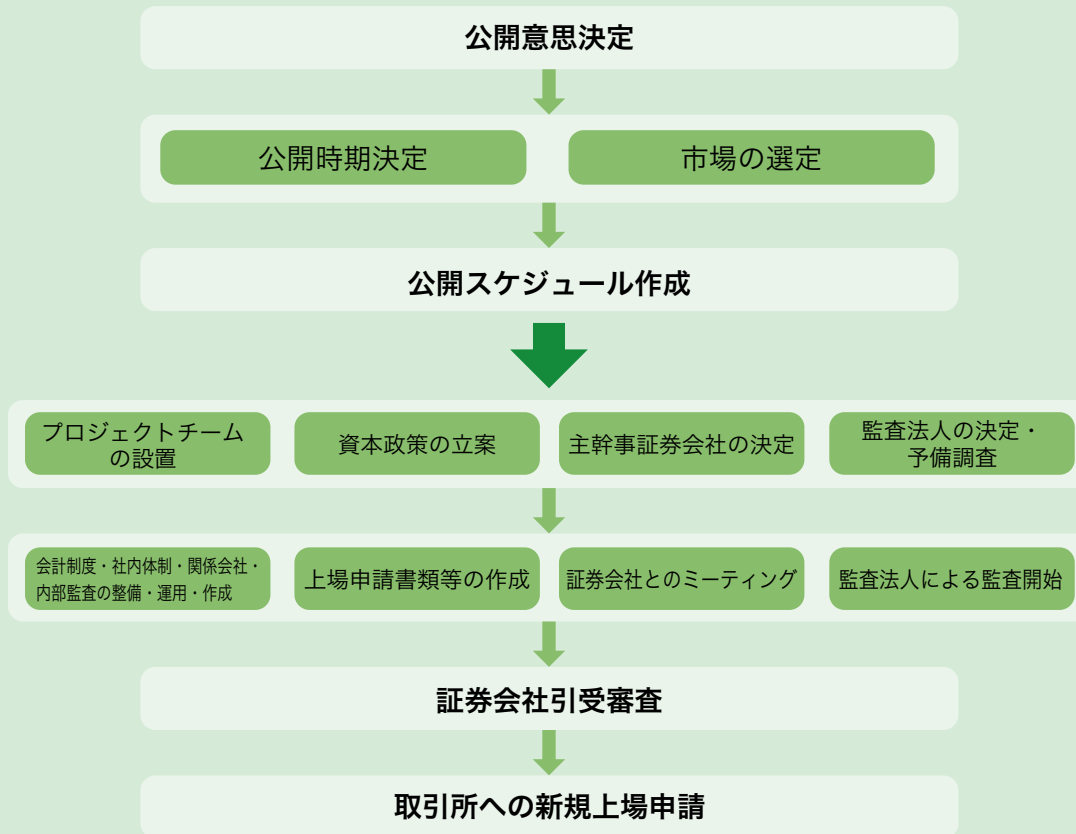 公開意思決定
公開時期決定
市場の選定
公開スケジュール作成
プロジェクトチーム
の設置
資本政策の立案
主幹事証券会社の決定
監査法人の決定・
予備調査
会計制度・社内体制・関係会社・
内部監査の整備・運用・作成
上場申請書類等の作成
証券会社とのミーティング
監査法人による監査開始
証券会社引受審査
取引所への新規上場申請